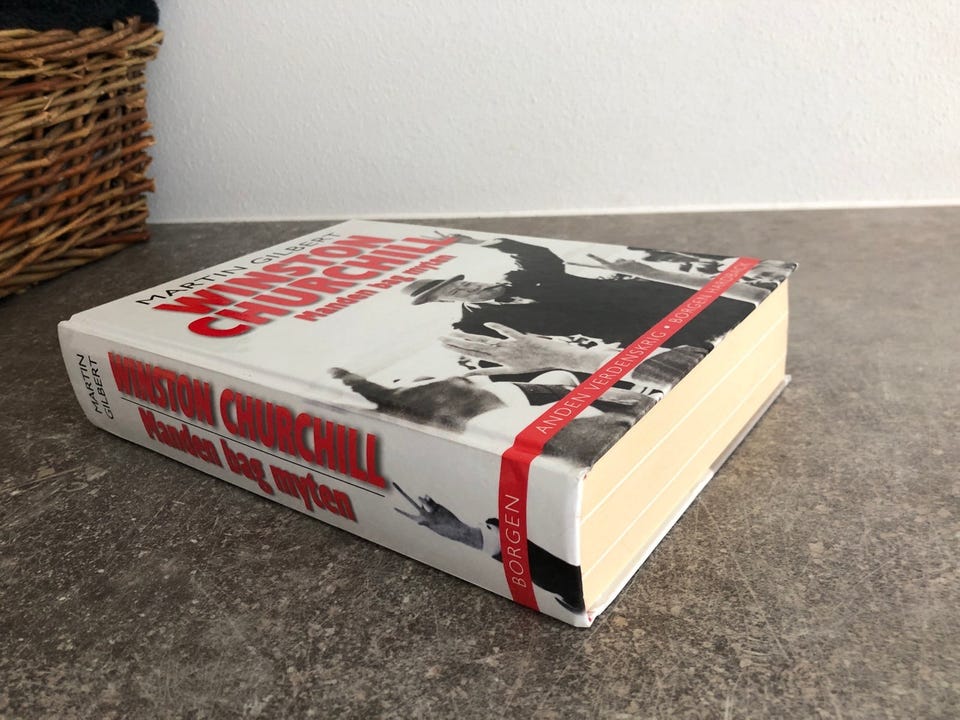 MARTIN GILBERT
WINSTON
CHURCHILL
Manden bag myten
ANDEN VERDENSKRIG • BORGEN
MARTIN
GILBERT
WINSTON CHURCHILL
Manden bag myten
BORGEN